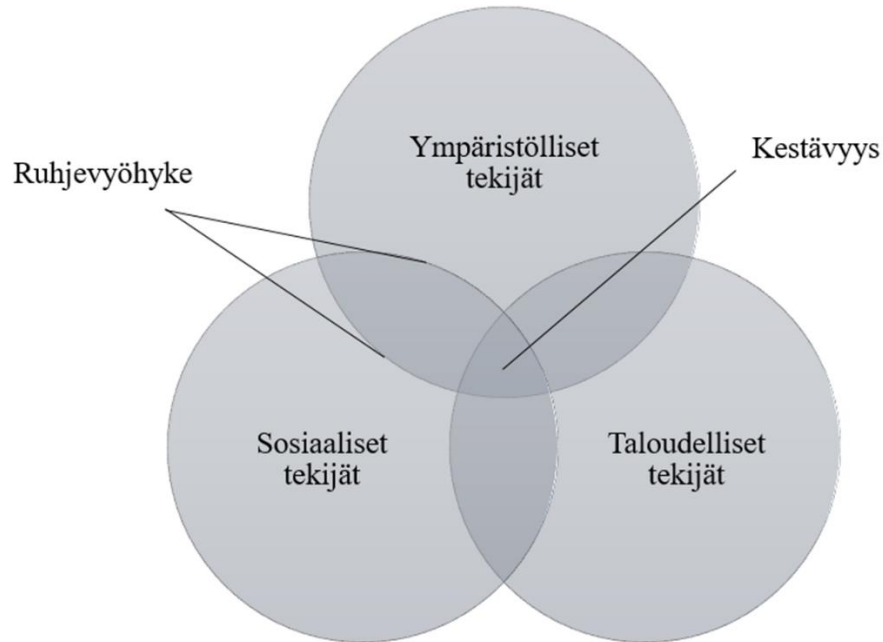 Ympäristölliset
tekijät
Kestävyys
Ruhjevyöhyke
Sosiaaliset
tekijät
Taloudelliset
tekijät